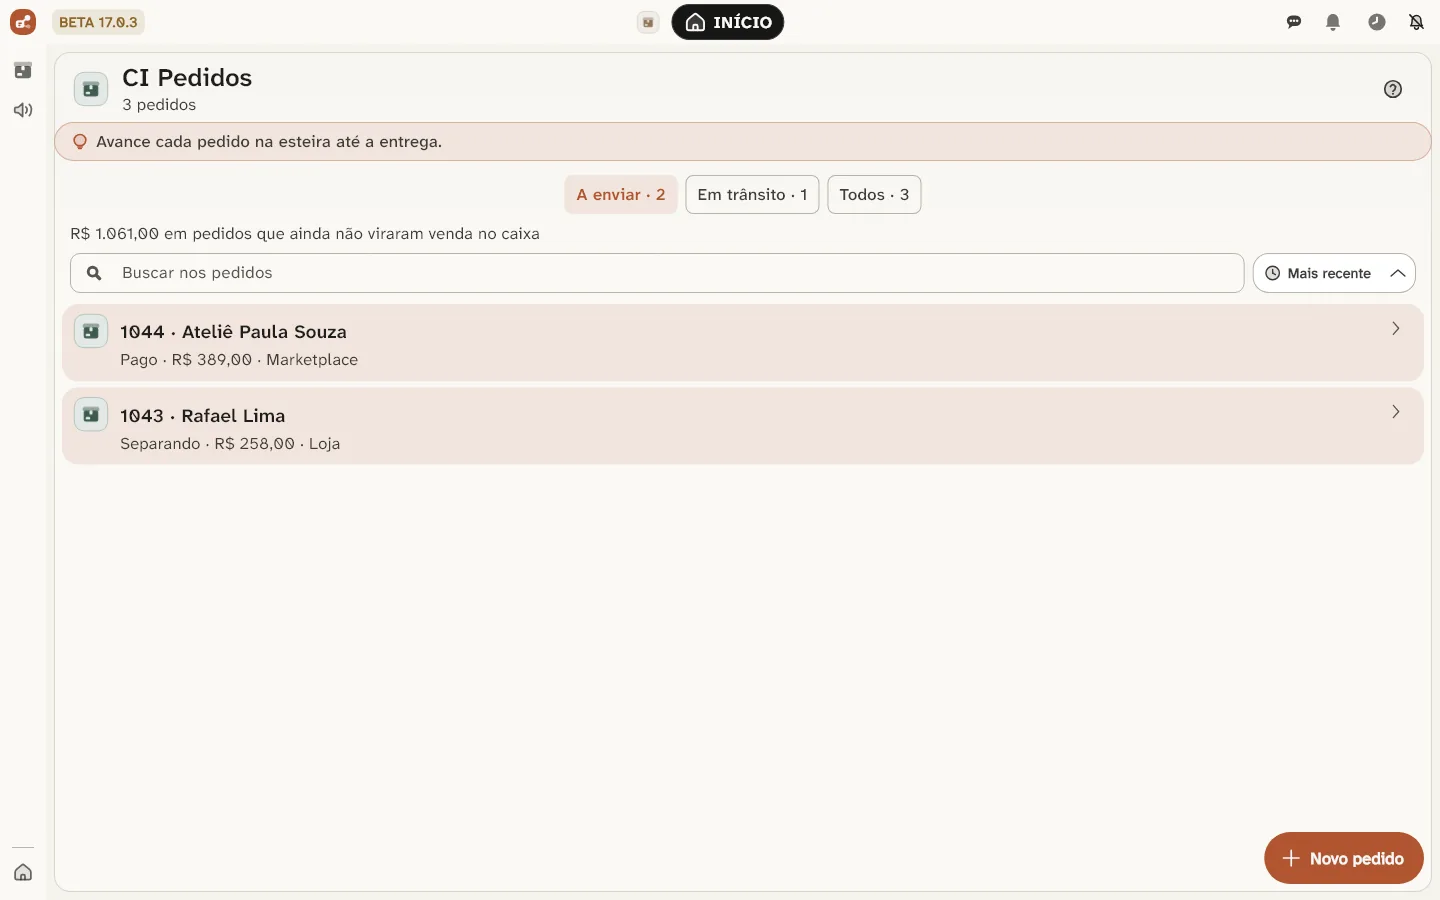 BETA 17.0.3
INÍCIO
CI Pedidos
3 pedidos
Avance cada pedido na esteira até a entrega.
A enviar · 2
Em trânsito · 1
Todos · 3
R$ 1.061,00 em pedidos que ainda não viraram venda no caixa
Buscar nos pedidos
Mais recente
1044 · Ateliê Paula Souza
Pago · R$ 389,00 · Marketplace
1043 · Rafael Lima
Separando · R$ 258,00 · Loja
Novo pedido